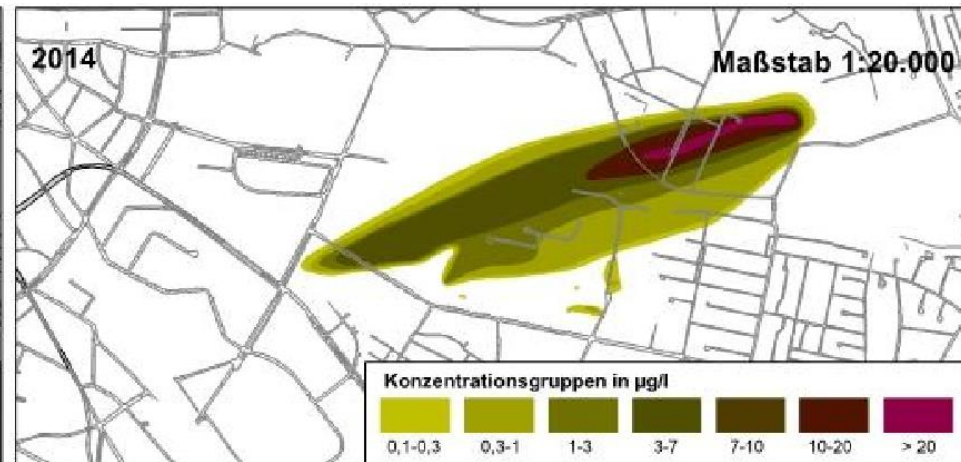 2014
Maßstab 1:20.000
Konzentrationsgruppen in µg/l
0,1-0,3 0,3-1 1-3 3-7 7-10 10-20 > 20